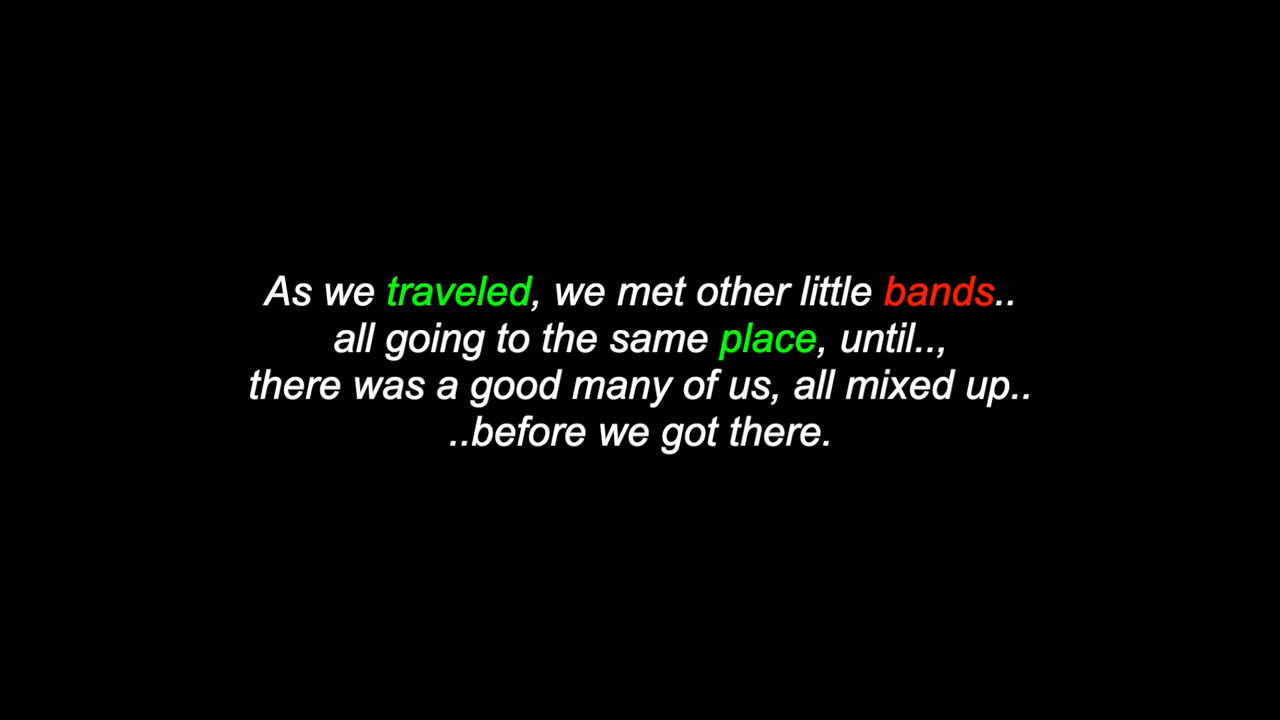 As we traveled, we met other little bands..
all going to the same place, until..,
there was a good many of us, all mixed up..
..before we got there.